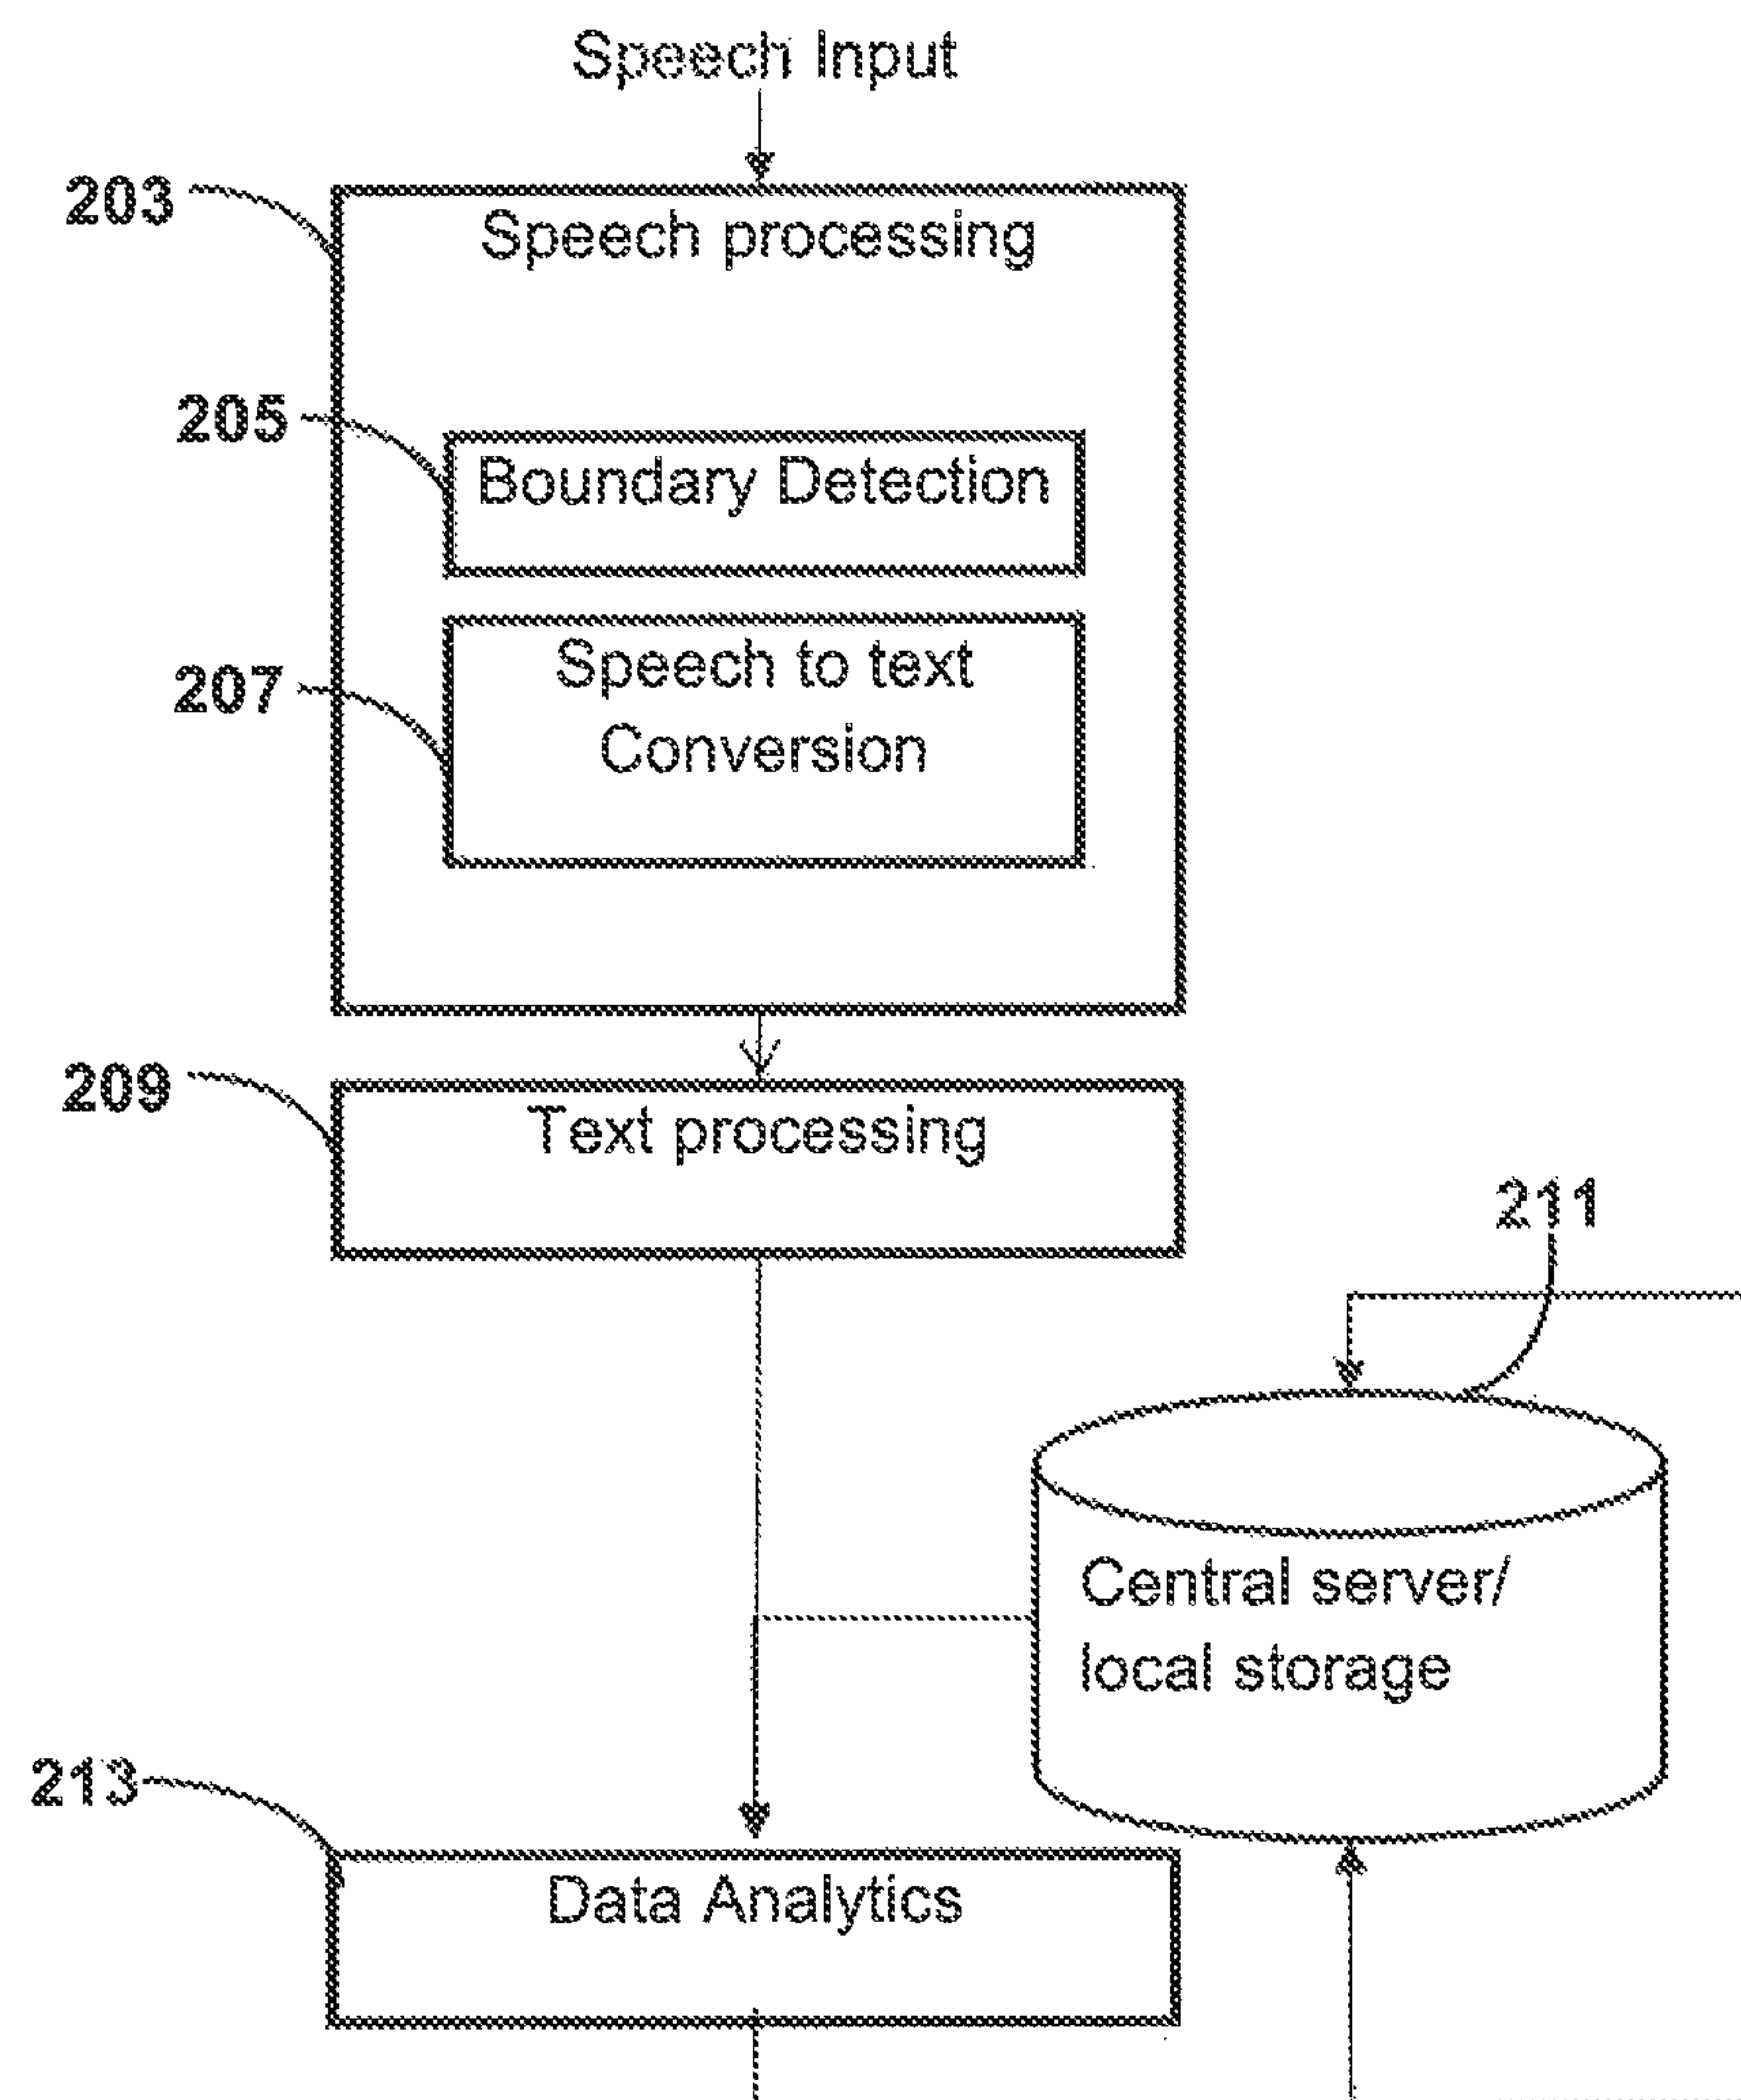 Speech Input
203
Speech processing
205
Boundary Detection
207
Speech to text
Conversion
209
Text processing
211
Central server/
local storage
213
Data Analytics